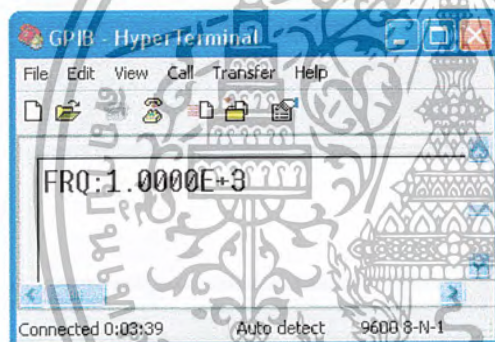 GPIB - HyperTerminal
File Edit View Call Transfer Help
FRQ:1.0000E+3
Connected 0:03:39 Auto detect 9600 8-N-1